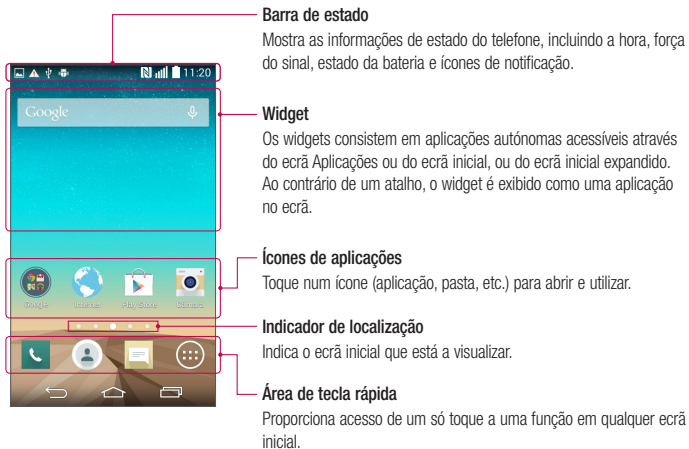 Barra de estado
Mostra as informações de estado do telefone, incluindo a hora, força
do sinal, estado da bateria e ícones de notificação.
11:20
Google
Widget
Os widgets consistem em aplicações autónomas acessíveis através
do ecrã Aplicações ou do ecrã inicial, ou do ecrã inicial expandido.
Ao contrário de um atalho, o widget é exibido como uma aplicação
no ecrã.
Ícones de aplicações
Toque num ícone (aplicação, pasta, etc.) para abrir e utilizar.
Google Internet Play Store Câmara
Indicador de localização
Indica o ecrã inicial que está a visualizar.
Área de tecla rápida
Proporciona acesso de um só toque a uma função em qualquer ecrã
inicial.